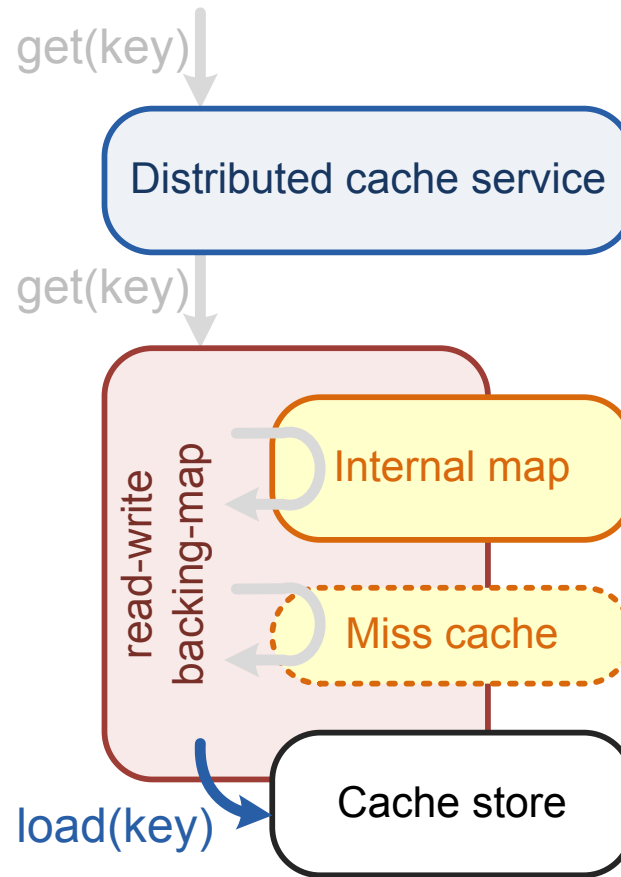 get(key)
Distributed cache service
get(key)
read-write
backing-map
Internal map
Miss cache
Cache store
load(key)